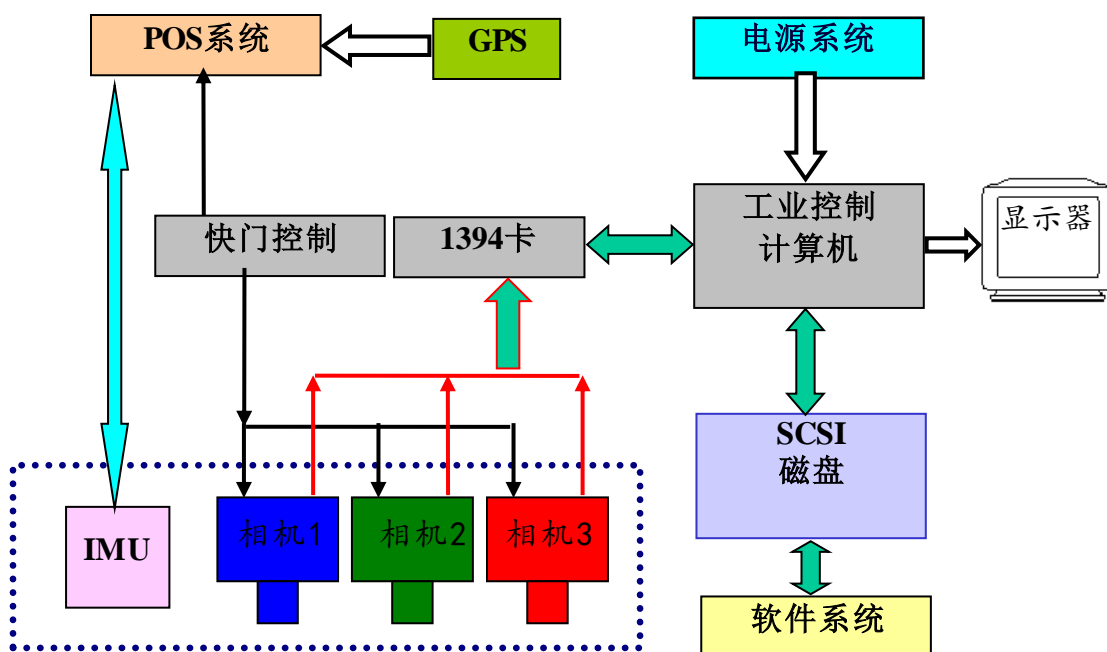 POS系统
GPS
电源系统
快门控制
1394卡
工业控制
计算机
显示器
SCSI
磁盘
IMU
相机1
相机2
相机3
软件系统